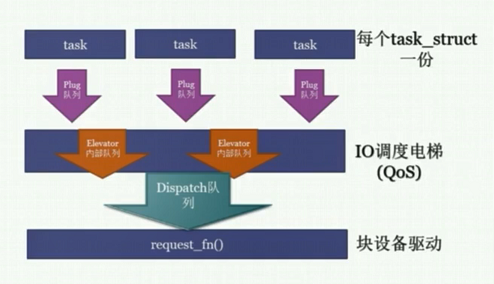 task
task
task
每个task_struct
一份
Plug
队列
Plug
队列
Plug
队列
Elevator
内部队列
Elevator
内部队列
IO调度电梯
(QoS)
Dispatch队
列
request_fn()
块设备驱动